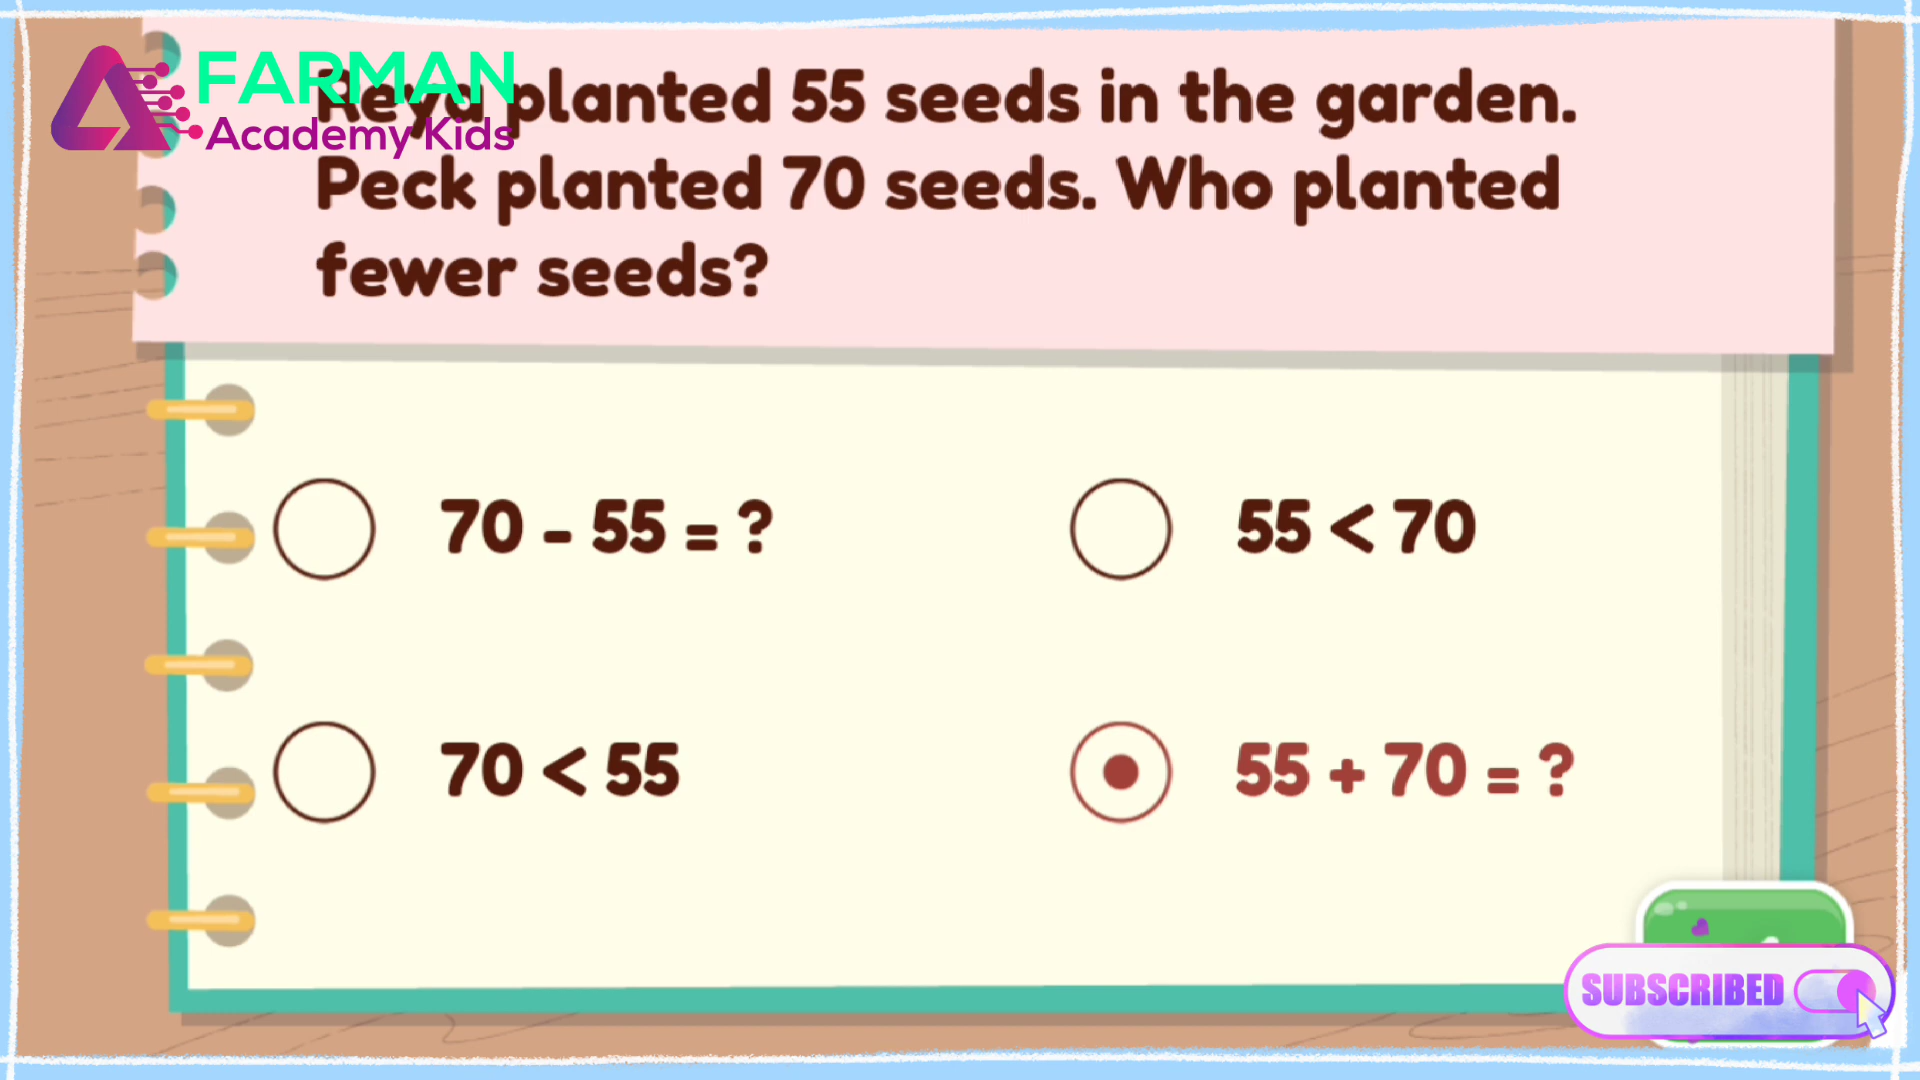 FARMAN
Academy Kids
Reya planted 55 seeds in the garden.
Peck planted 70 seeds. Who planted
fewer seeds?
70 - 55 = ?
55 < 70
70 < 55
55 + 70 = ?
SUBSCRIBED